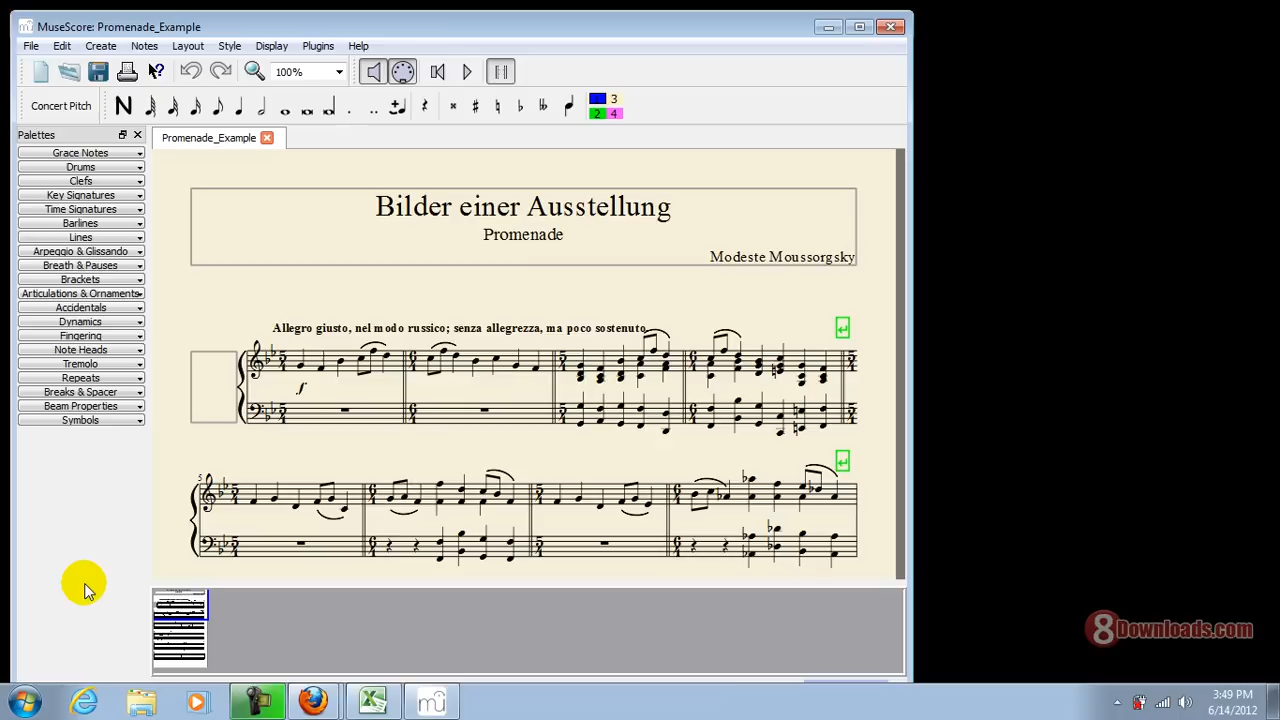 MuseScore: Promenade_Example
File Edit Create Notes Layout Style Display Plugins Help
100%
Concert Pitch
N
1 3
2 4
Palettes
Promenade_Example
Grace Notes
Drums
Clefs
Key Signatures
Time Signatures
Barlines
Lines
Arpeggio & Glissando
Breath & Pauses
Brackets
Articulations & Ornaments
Accidentals
Dynamics
Fingering
Note Heads
Tremolo
Repeats
Breaks & Spacer
Beam Properties
Symbols
Bilder einer Ausstellung
Promenade
Modeste Moussorgsky
Allegro giusto, nel modo russico; senza allegrezza, ma poco sostenuto.
f
5
8Downloads.com
3:49 PM
6/14/2012